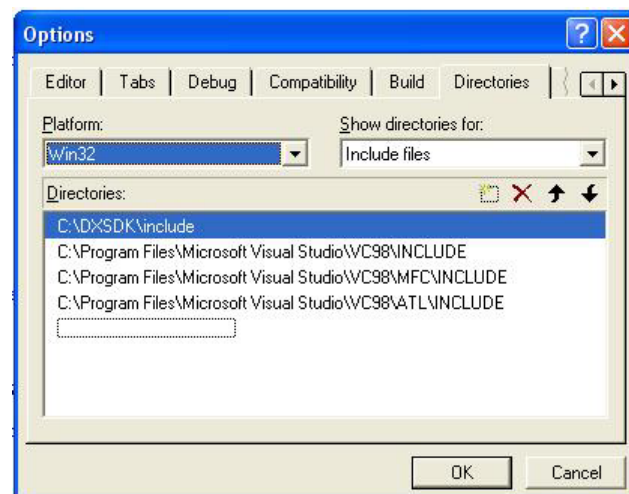 Options
Editor Tabs Debug Compatibility Build Directories
Platform: Show directories for:
Win32 Include files
Directories:
C:\DXSDK\include
C:\Program Files\Microsoft Visual Studio\VC98\INCLUDE
C:\Program Files\Microsoft Visual Studio\VC98\MFC\INCLUDE
C:\Program Files\Microsoft Visual Studio\VC98\ATL\INCLUDE
OK Cancel